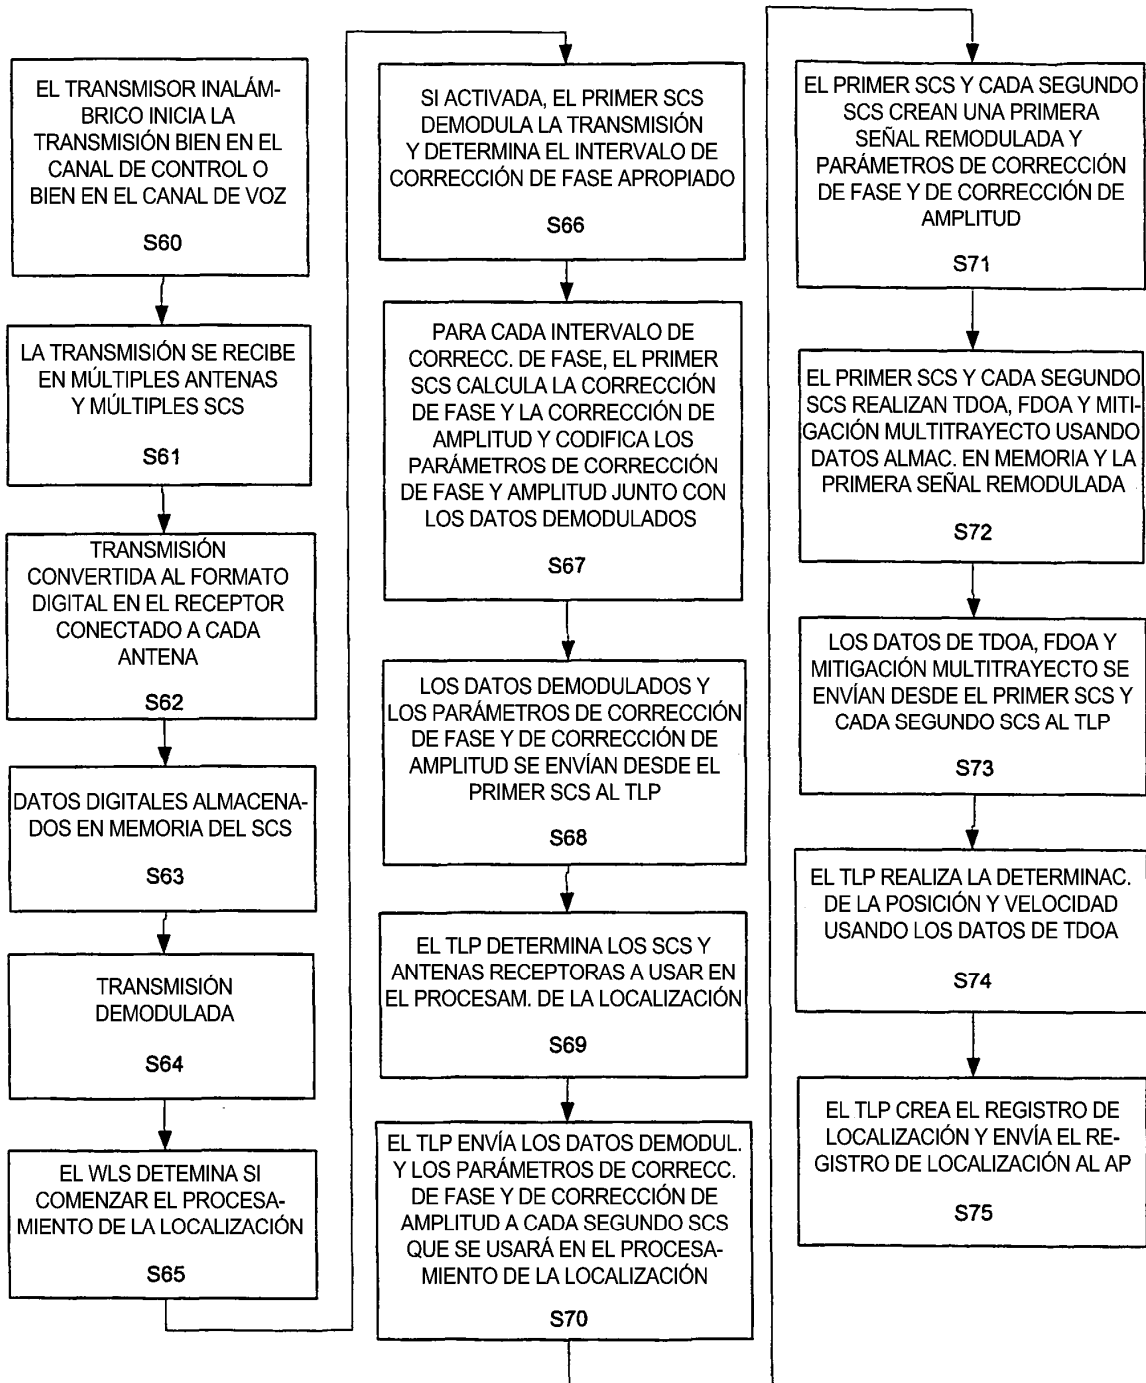 EL TRANSMISOR INALÁM-
BRICO INICIA LA
TRANSMISIÓN BIEN EN EL
CANAL DE CONTROL O
BIEN EN EL CANAL DE VOZ
S60
LA TRANSMISIÓN SE RECIBE
EN MÚLTIPLES ANTENAS
Y MÚLTIPLES SCS
S61
TRANSMISIÓN
CONVERTIDA AL FORMATO
DIGITAL EN EL RECEPTOR
CONECTADO A CADA
ANTENA
S62
DATOS DIGITALES ALMACENA-
DOS EN MEMORIA DEL SCS
S63
TRANSMISIÓN
DEMODULADA
S64
EL WLS DETEMINA SI
COMENZAR EL PROCESA-
MIENTO DE LA LOCALIZACIÓN
S65
SI ACTIVADA, EL PRIMER SCS
DEMODULA LA TRANSMISIÓN
Y DETERMINA EL INTERVALO DE
CORRECCIÓN DE FASE APROPIADO
S66
PARA CADA INTERVALO DE
CORRECC. DE FASE, EL PRIMER
SCS CALCULA LA CORRECCIÓN
DE FASE Y LA CORRECCIÓN DE
AMPLITUD Y CODIFICA LOS
PARÁMETROS DE CORRECCIÓN
DE FASE Y AMPLITUD JUNTO CON
LOS DATOS DEMODULADOS
S67
LOS DATOS DEMODULADOS Y
LOS PARÁMETROS DE CORRECCIÓN
DE FASE Y DE CORRECCIÓN DE
AMPLITUD SE ENVÍAN DESDE EL
PRIMER SCS AL TLP
S68
EL TLP DETERMINA LOS SCS Y
ANTENAS RECEPTORAS A USAR EN
EL PROCESAM. DE LA LOCALIZACIÓN
S69
EL TLP ENVÍA LOS DATOS DEMODUL.
Y LOS PARÁMETROS DE CORRECC.
DE FASE Y DE CORRECCIÓN DE
AMPLITUD A CADA SEGUNDO SCS
QUE SE USARÁ EN EL PROCESA-
MIENTO DE LA LOCALIZACIÓN
S70
EL PRIMER SCS Y CADA SEGUNDO
SCS CREAN UNA PRIMERA
SEÑAL REMODULADA Y
PARÁMETROS DE CORRECCIÓN
DE FASE Y DE CORRECCIÓN DE
AMPLITUD
S71
EL PRIMER SCS Y CADA SEGUNDO
SCS REALIZAN TDOA, FDOA Y MITI-
GACIÓN MULTITRAYECTO USANDO
DATOS ALMAC. EN MEMORIA Y LA
PRIMERA SEÑAL REMODULADA
S72
LOS DATOS DE TDOA, FDOA Y
MITIGACIÓN MULTITRAYECTO SE
ENVÍAN DESDE EL PRIMER SCS Y
CADA SEGUNDO SCS AL TLP
S73
EL TLP REALIZA LA DETERMINAC.
DE LA POSICIÓN Y VELOCIDAD
USANDO LOS DATOS DE TDOA
S74
EL TLP CREA EL REGISTRO DE
LOCALIZACIÓN Y ENVÍA EL RE-
GISTRO DE LOCALIZACIÓN AL AP
S75